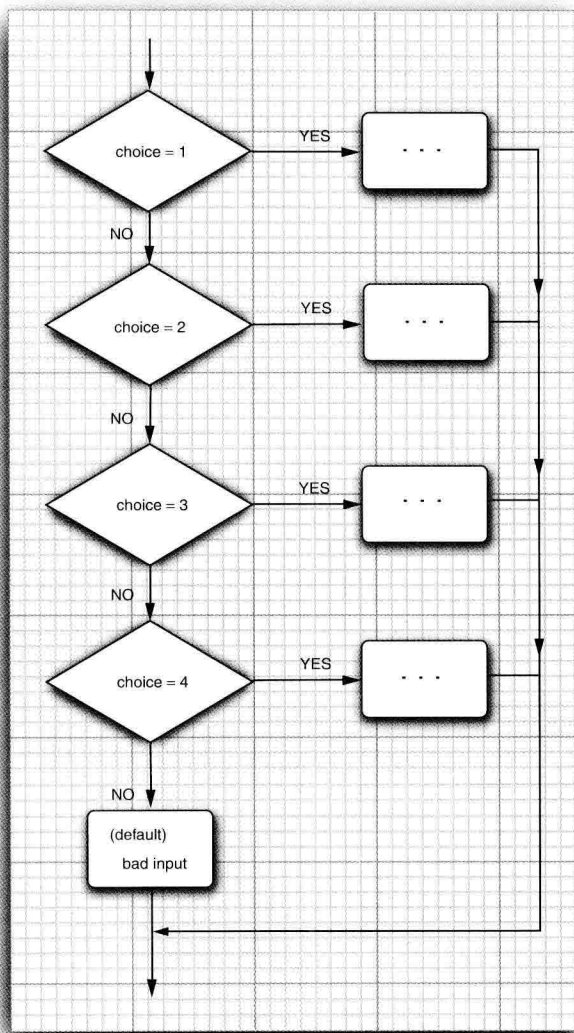 choice = 1
YES
- - -
NO
choice = 2
YES
- - -
NO
choice = 3
YES
- - -
NO
choice = 4
YES
- - -
NO
(default)
bad input